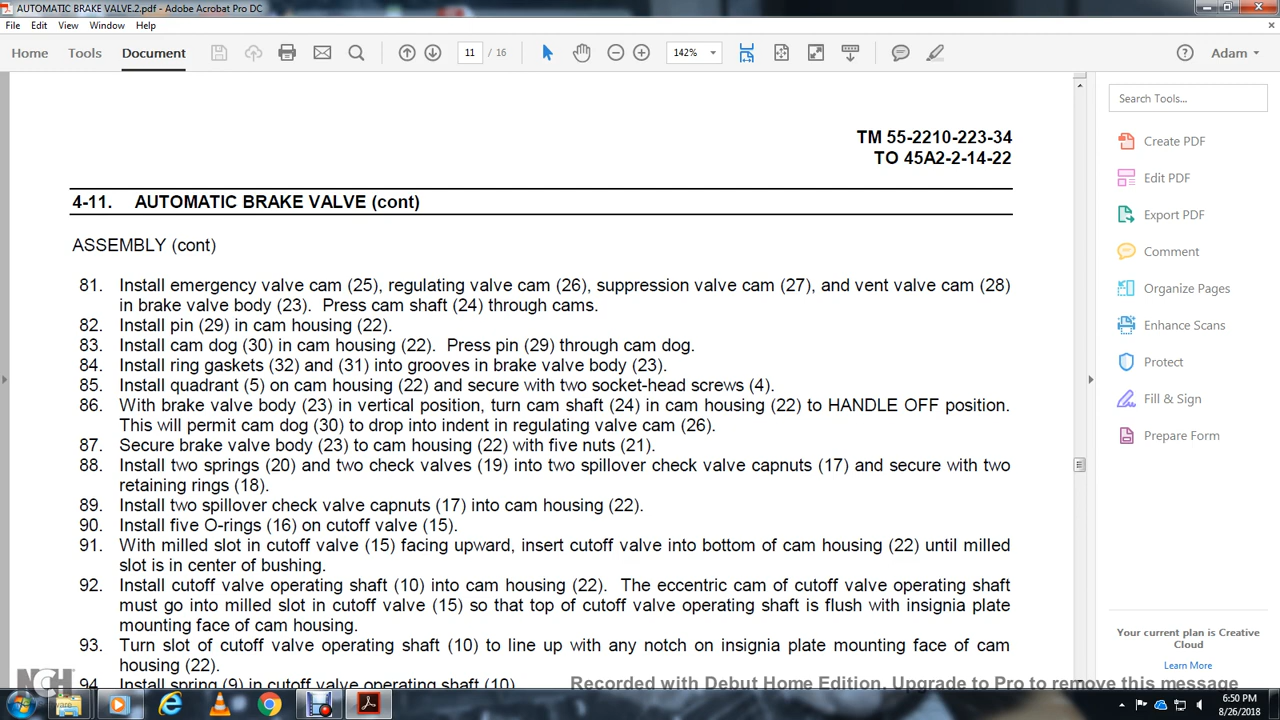 AUTOMATIC BRAKE VALVE.2.pdf - Adobe Acrobat Pro DC
File Edit View Window Help
Home Tools Document 11 / 16 142% Adam
TM 55-2210-223-34
TO 45A2-2-14-22
4-11. AUTOMATIC BRAKE VALVE (cont)
ASSEMBLY (cont)
81. Install emergency valve cam (25), regulating valve cam (26), suppression valve cam (27), and vent valve cam (28)
in brake valve body (23). Press cam shaft (24) through cams.
82. Install pin (29) in cam housing (22).
83. Install cam dog (30) in cam housing (22). Press pin (29) through cam dog.
84. Install ring gaskets (32) and (31) into grooves in brake valve body (23).
85. Install quadrant (5) on cam housing (22) and secure with two socket-head screws (4).
86. With brake valve body (23) in vertical position, turn cam shaft (24) in cam housing (22) to HANDLE OFF position.
This will permit cam dog (30) to drop into indent in regulating valve cam (26).
87. Secure brake valve body (23) to cam housing (22) with five nuts (21).
88. Install two springs (20) and two check valves (19) into two spillover check valve capnuts (17) and secure with two
retaining rings (18).
89. Install two spillover check valve capnuts (17) into cam housing (22).
90. Install five O-rings (16) on cutoff valve (15).
91. With milled slot in cutoff valve (15) facing upward, insert cutoff valve into bottom of cam housing (22) until milled
slot is in center of bushing.
92. Install cutoff valve operating shaft (10) into cam housing (22). The eccentric cam of cutoff valve operating shaft
must go into milled slot in cutoff valve (15) so that top of cutoff valve operating shaft is flush with insignia plate
mounting face of cam housing.
93. Turn slot of cutoff valve operating shaft (10) to line up with any notch on insignia plate mounting face of cam
housing (22).
94. Install spring (9) in cutoff valve operating shaft (10).
Search Tools...
Create PDF
Edit PDF
Export PDF
Comment
Organize Pages
Enhance Scans
Protect
Fill & Sign
Prepare Form
Your current plan is Creative
Cloud
Learn More
NCH
Recorded with Debut Home Edition. Upgrade to Pro to remove this message
6:50 PM
8/26/2018